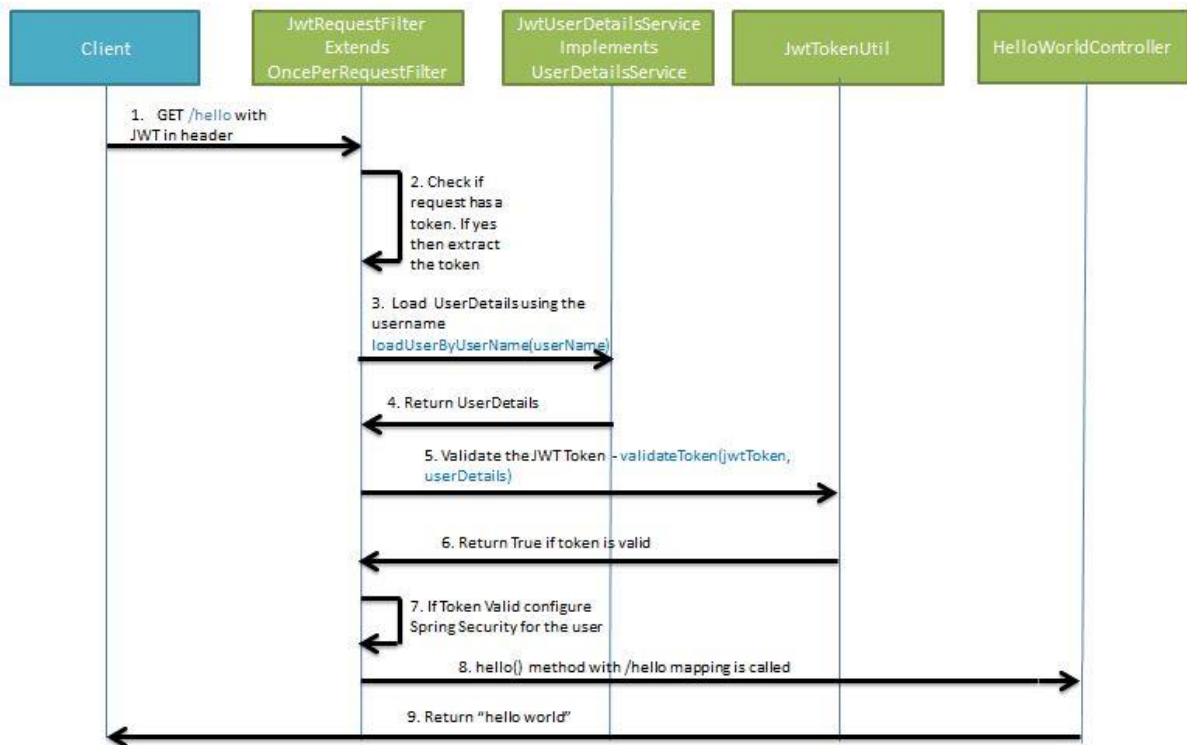 Client
JwtRequestFilter
Extends
OncePerRequestFilter
JwtUserDetailsService
Implements
UserDetailsService
JwtTokenUtil
HelloWorldController
1. GET /hello with
JWT in header
2. Check if
request has a
token. If yes
then extract
the token
3. Load UserDetails using the
username
loadUserByUserName(userName)
4. Return UserDetails
5. Validate the JWT Token - validateToken(jwtToken,
userDetails)
6. Return True if token is valid
7. If Token Valid configure
Spring Security for the user
8. hello() method with /hello mapping is called
9. Return “hello world”